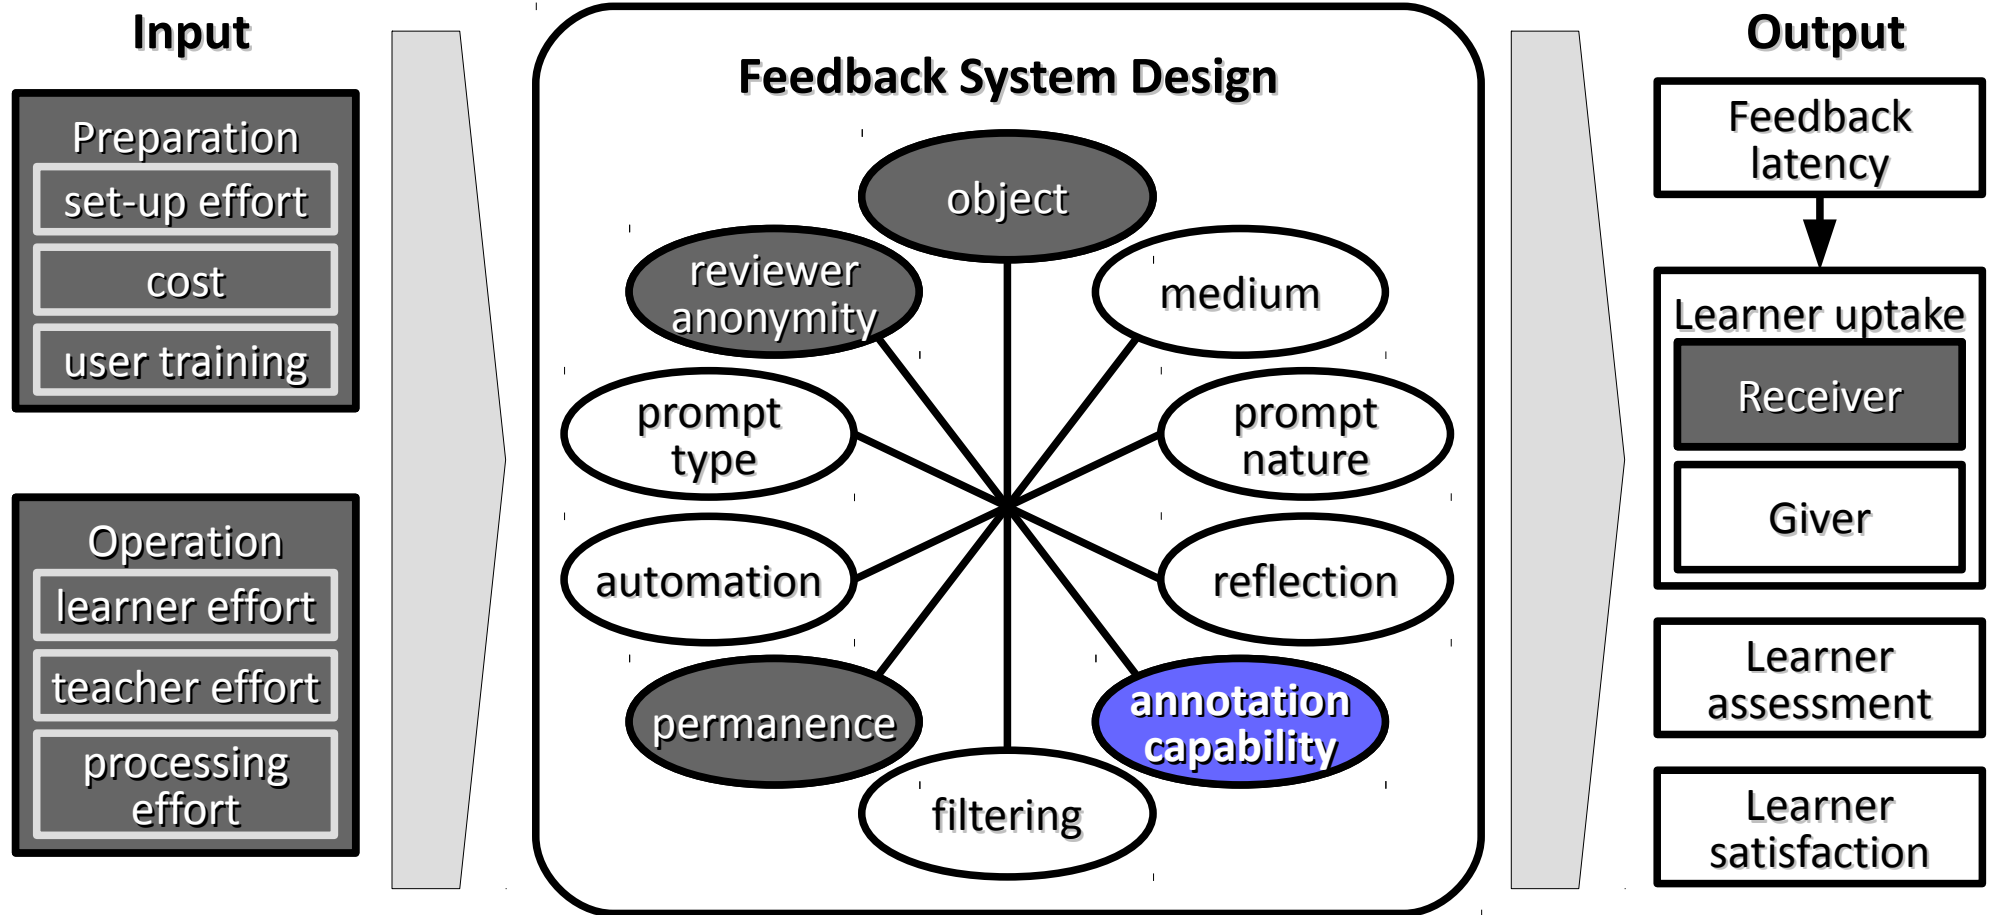 Input
Preparation
set-up effort
cost
user training
Operation
learner effort
teacher effort
processing
effort
Feedback System Design
object
reviewer
anonymity
medium
prompt
type
prompt
nature
automation
reflection
permanence
annotation
capability
filtering
Output
Feedback
latency
Learner uptake
Receiver
Giver
Learner
assessment
Learner
satisfaction